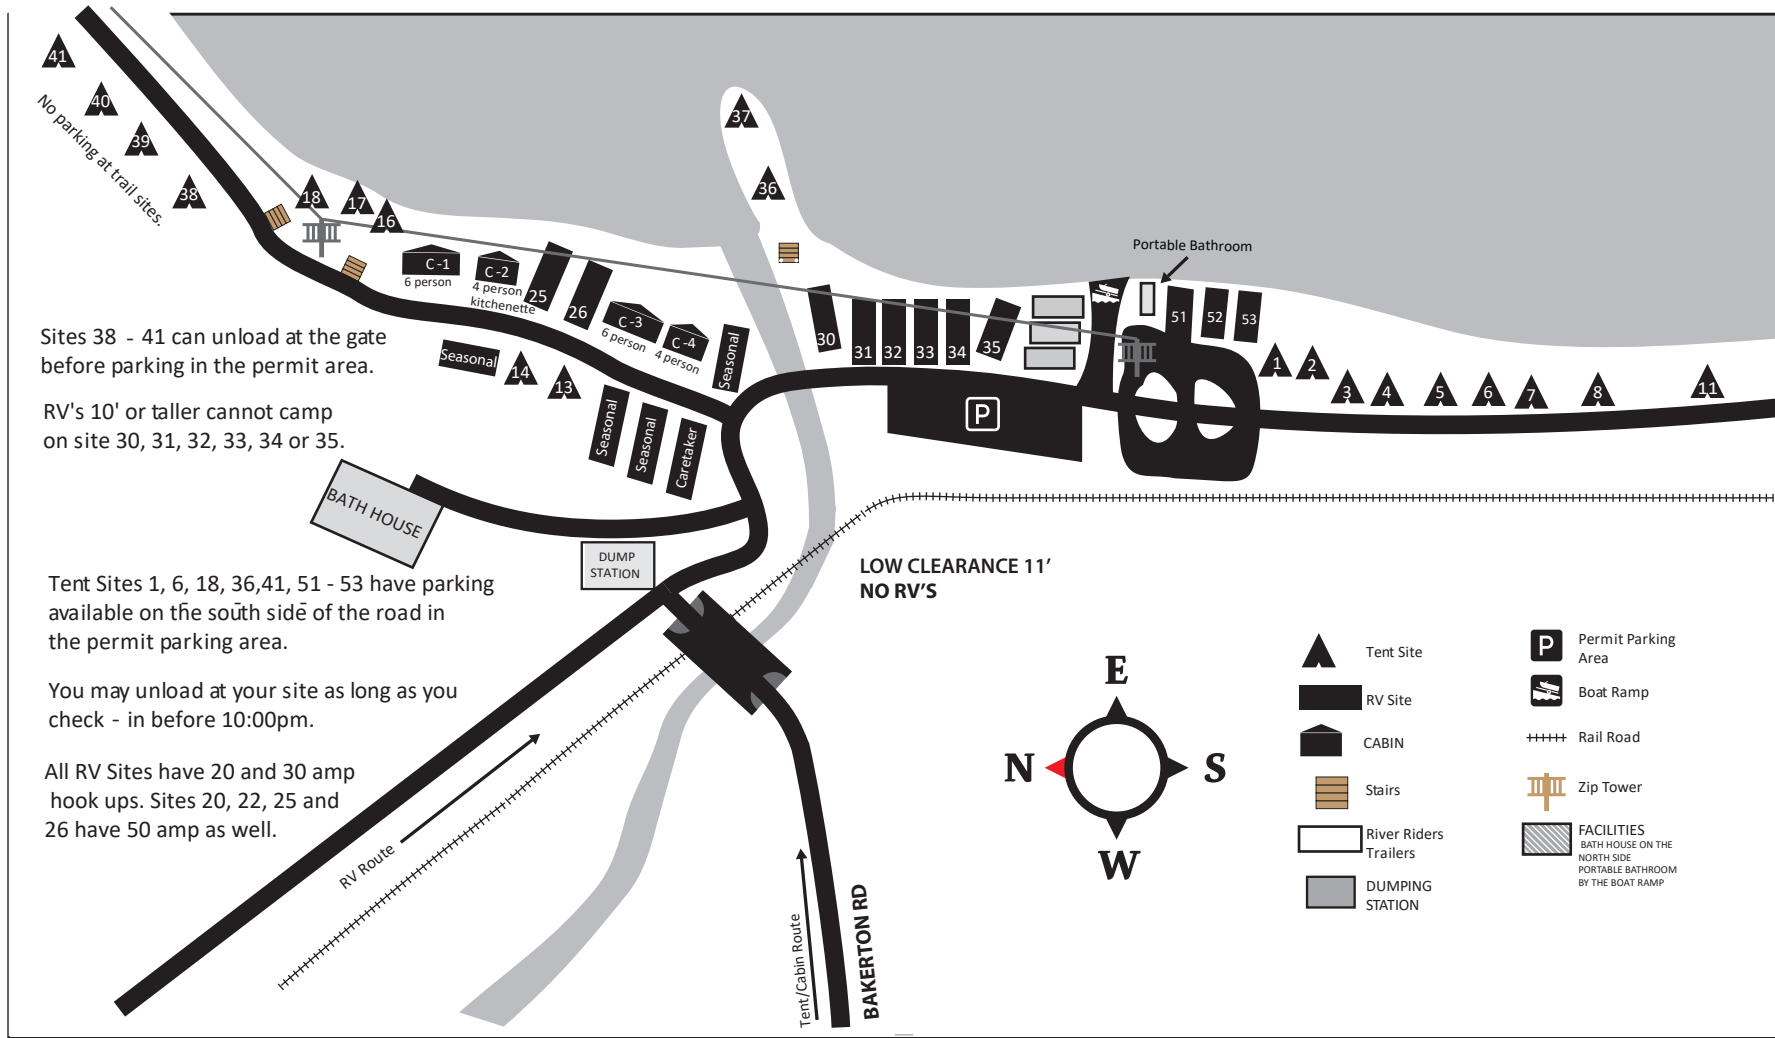 41
40
39
38
No parking at trail sites.
18
17
16
37
36
C -1
6 person
C -2
4 person
kitchenette
25
26
C -3
6 person
C -4
4 person
Seasonal
Seasonal
14
13
Seasonal
Seasonal
Caretaker
30
31
32
33
34
35
Portable Bathroom
51
52
53
1
2
3
4
5
6
7
8
11
P
Sites 38 - 41 can unload at the gate
before parking in the permit area.
RV's 10' or taller cannot camp
on site 30, 31, 32, 33, 34 or 35.
BATH HOUSE
DUMP
STATION
LOW CLEARANCE 11'
NO RV'S
Tent Sites 1, 6, 18, 36,41, 51 - 53 have parking
available on the south side of the road in
the permit parking area.
You may unload at your site as long as you
check - in before 10:00pm.
All RV Sites have 20 and 30 amp
hook ups. Sites 20, 22, 25 and
26 have 50 amp as well.
RV Route
Tent/Cabin Route
BAKERTON RD
E
N
S
W
Tent Site
RV Site
CABIN
Stairs
River Riders
Trailers
DUMPING
STATION
P
Permit Parking
Area
Boat Ramp
Rail Road
Zip Tower
FACILITIES
BATH HOUSE ON THE
NORTH SIDE
PORTABLE BATHROOM
BY THE BOAT RAMP